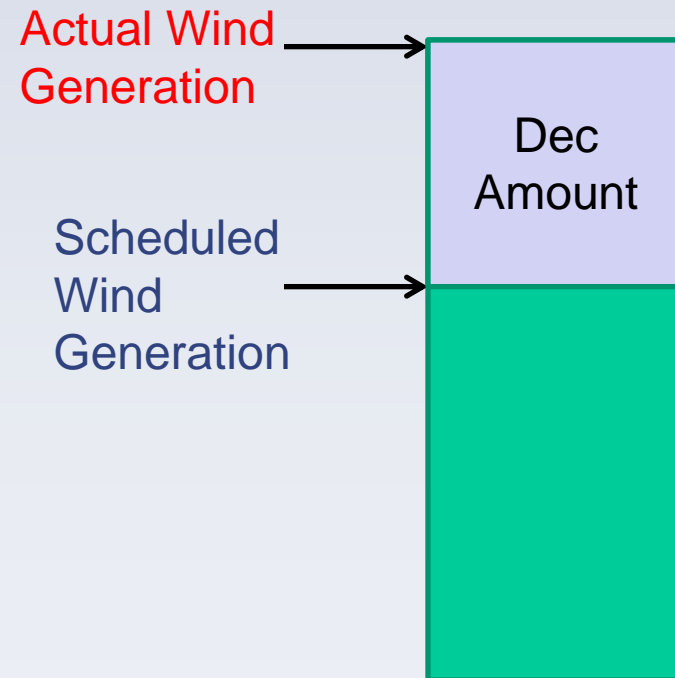 Actual Wind
Generation
Dec
Amount
Scheduled
Wind
Generation